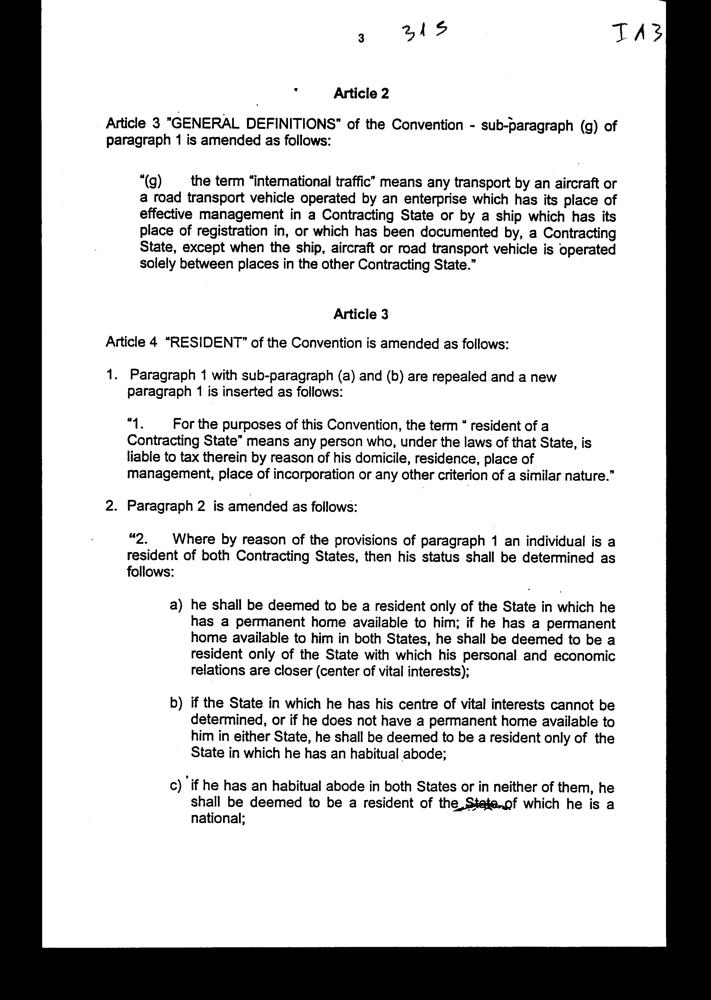 3
315
I13
Article 2
Article 3 "GENERAL DEFINITIONS" of the Convention - sub-paragraph (g) of
paragraph 1 is amended as follows:
“(g) the term “international traffic” means any transport by an aircraft or
a road transport vehicle operated by an enterprise which has its place of
effective management in a Contracting State or by a ship which has its
place of registration in, or which has been documented by, a Contracting
State, except when the ship, aircraft or road transport vehicle is operated
solely between places in the other Contracting State.”
Article 3
Article 4 “RESIDENT” of the Convention is amended as follows:
1. Paragraph 1 with sub-paragraph (a) and (b) are repealed and a new
paragraph 1 is inserted as follows:
“1. For the purposes of this Convention, the term “ resident of a
Contracting State” means any person who, under the laws of that State, is
liable to tax therein by reason of his domicile, residence, place of
management, place of incorporation or any other criterion of a similar nature.”
2. Paragraph 2 is amended as follows:
“2. Where by reason of the provisions of paragraph 1 an individual is a
resident of both Contracting States, then his status shall be determined as
follows:
a) he shall be deemed to be a resident only of the State in which he
has a permanent home available to him; if he has a permanent
home available to him in both States, he shall be deemed to be a
resident only of the State with which his personal and economic
relations are closer (center of vital interests);
b) if the State in which he has his centre of vital interests cannot be
determined, or if he does not have a permanent home available to
him in either State, he shall be deemed to be a resident only of the
State in which he has an habitual abode;
c) if he has an habitual abode in both States or in neither of them, he
shall be deemed to be a resident of the State of which he is a
national;